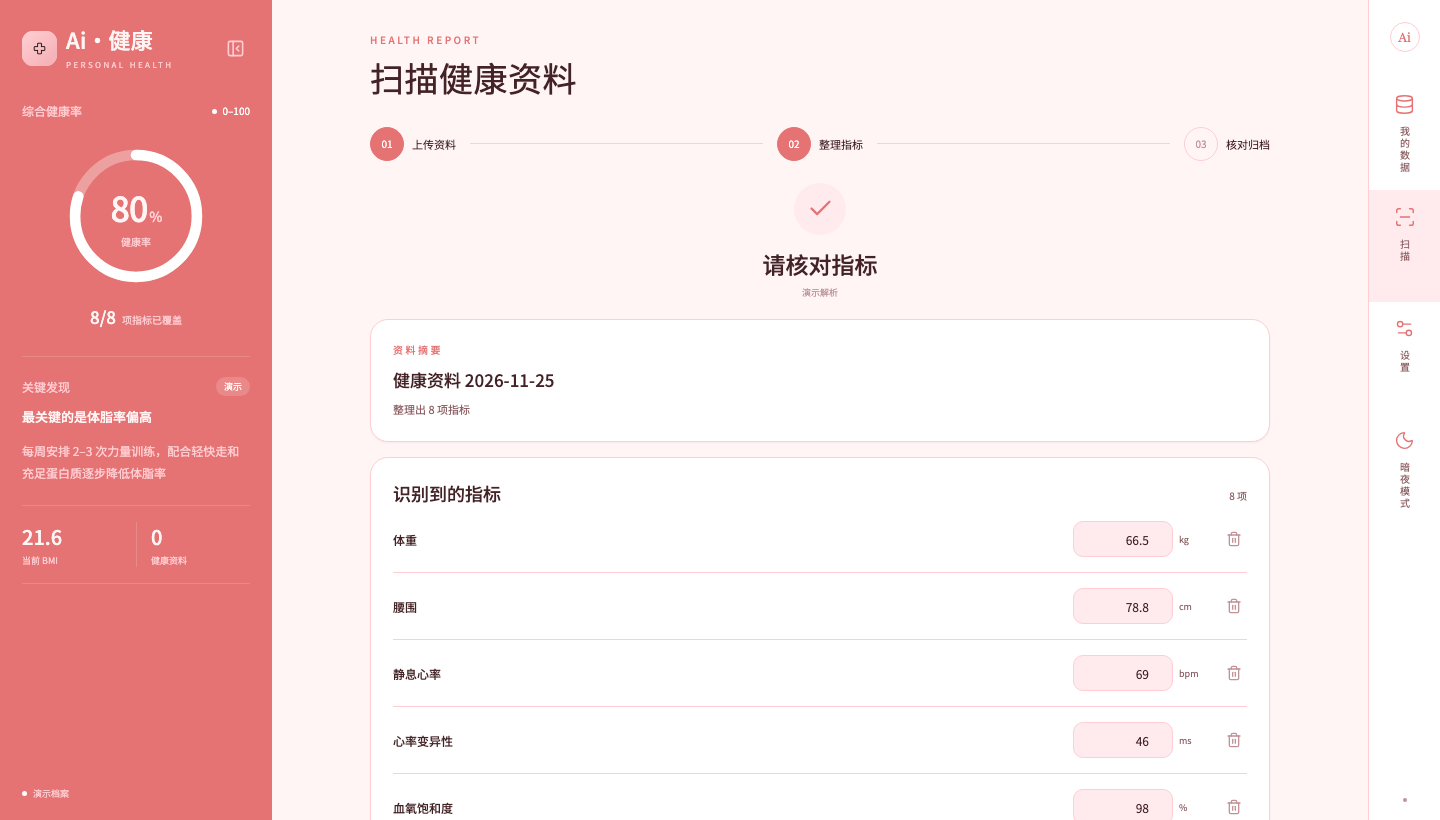 Ai · 健康
PERSONAL HEALTH
综合健康率
0–100
80%
健康率
8/8 项指标已覆盖
关键发现
演示
最关键的是体脂率偏高
每周安排 2–3 次力量训练，配合轻快走和
充足蛋白质逐步降低体脂率
21.6
当前 BMI
0
健康资料
演示档案
HEALTH REPORT
扫描健康资料
01 上传资料
02 整理指标
03 核对归档
请核对指标
演示解析
资料摘要
健康资料 2026-11-25
整理出 8 项指标
识别到的指标
8 项
体重 66.5 kg
腰围 78.8 cm
静息心率 69 bpm
心率变异性 46 ms
血氧饱和度 98 %
Ai
我的数据
扫描
设置
暗夜模式